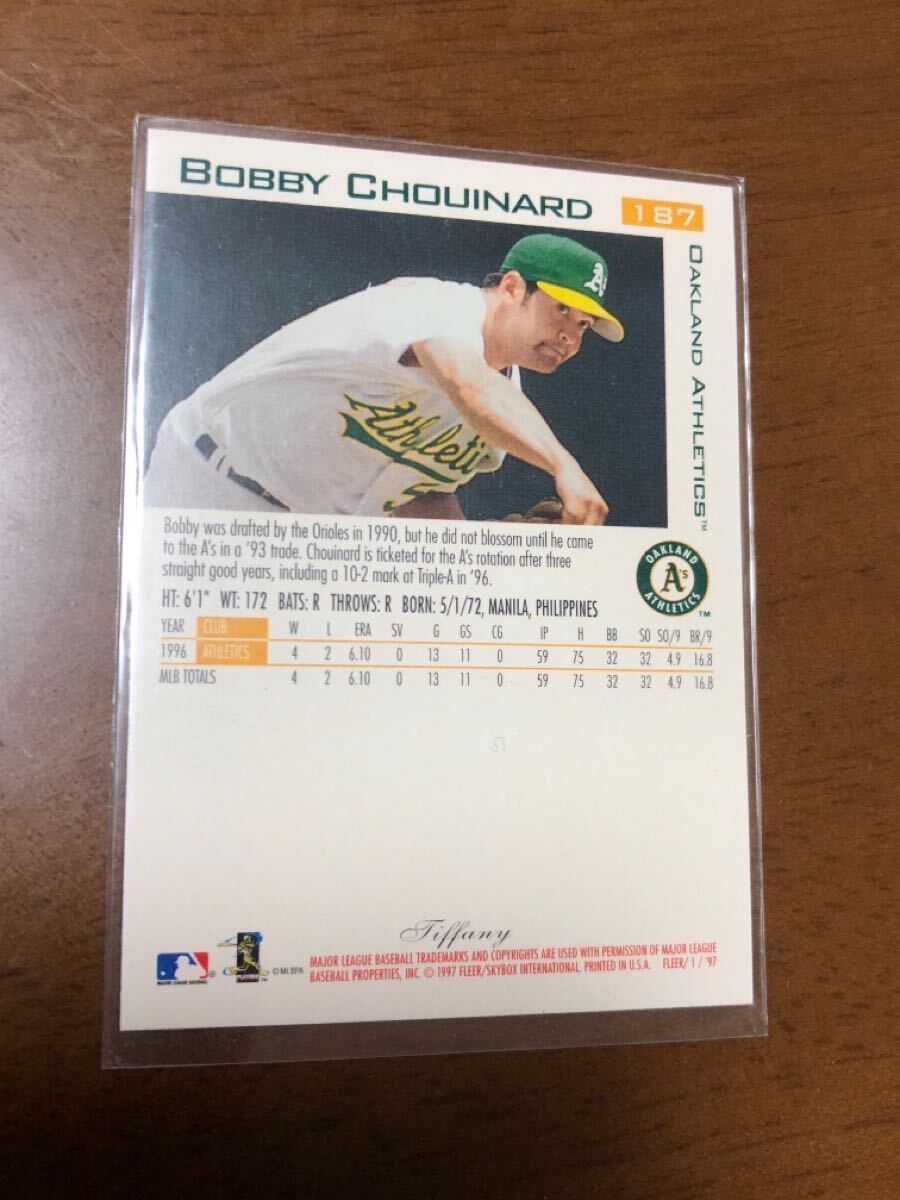 BOBBY CHOUINARD
187
OAKLAND ATHLETICS™
A's
Athletics
Bobby was drafted by the Orioles in 1990, but he did not blossom until he came
to the A's in a '93 trade. Chouinard is ticketed for the A's rotation after three
straight good years, including a 10-2 mark at Triple-A in '96.
OAKLAND
A's
ATHLETICS
TM
HT: 6'1" WT: 172 BATS: R THROWS: R BORN: 5/1/72, MANILA, PHILIPPINES
YEAR CLUB W L ERA SV G GS CG IP H BB SO SO/9 BR/9
1996 ATHLETICS 4 2 6.10 0 13 11 0 59 75 32 32 4.9 16.8
MLB TOTALS 4 2 6.10 0 13 11 0 59 75 32 32 4.9 16.8
Tiffany
MAJOR LEAGUE BASEBALL
®
PLAYERS
©MLBPA
MAJOR LEAGUE BASEBALL TRADEMARKS AND COPYRIGHTS ARE USED WITH PERMISSION OF MAJOR LEAGUE
BASEBALL PROPERTIES, INC. © 1997 FLEER/SKYBOX INTERNATIONAL. PRINTED IN U.S.A. FLEER/ 1 / '97